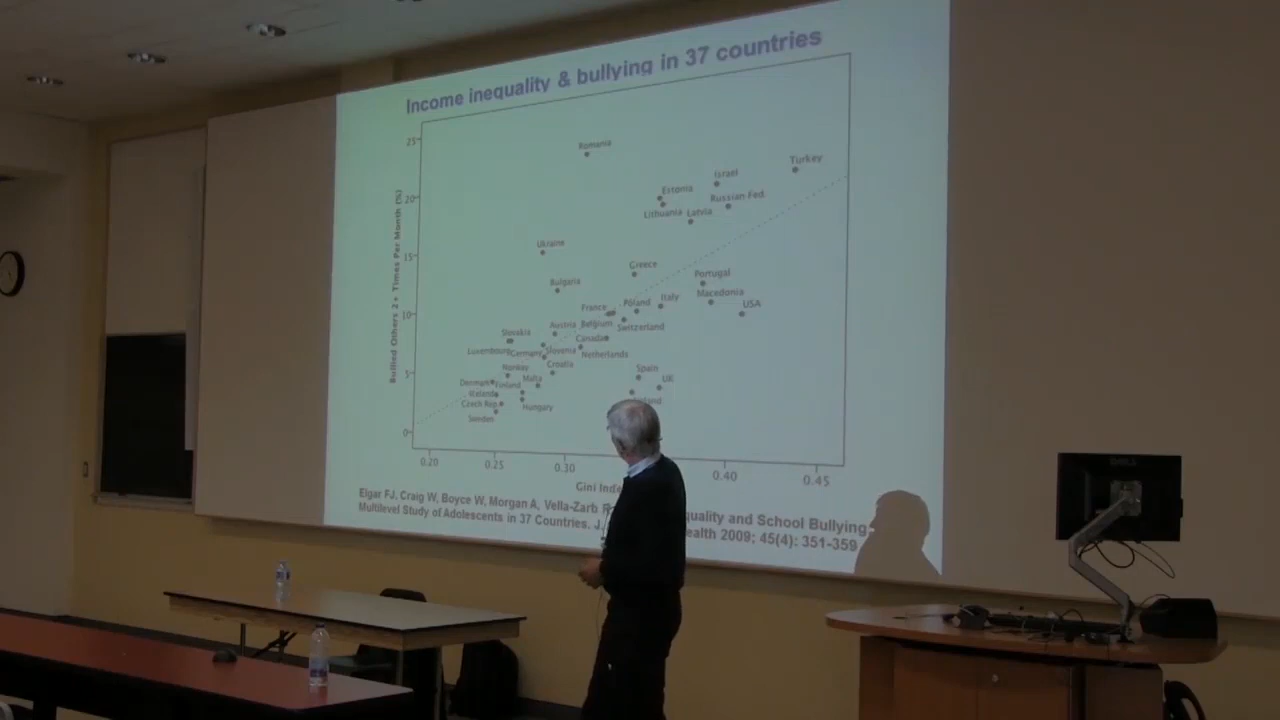 Income inequality & bullying in 37 countries
Bullied Others 2+ Times Per Month (%)
25
20
15
10
5
0
Romania
Turkey
Israel
Estonia
Russian Fed.
Lithuania
Latvia
Ukraine
Greece
Portugal
Bulgaria
Macedonia
France
Poland
Italy
USA
Austria
Belgium
Switzerland
Slovakia
Canada
Luxembourg
Germany
Slovenia
Netherlands
Norway
Croatia
Spain
Denmark
Finland
Malta
UK
Iceland
Czech Rep.
Hungary
Sweden
0.20
0.25
0.30
0.40
0.45
Gini
Elgar FJ, Craig W, Boyce W, Morgan A, Vella-Zarb and School Bullying:
Multilevel Study of Adolescents in 37 Countries. J. 2009; 45(4): 351-359
DELL